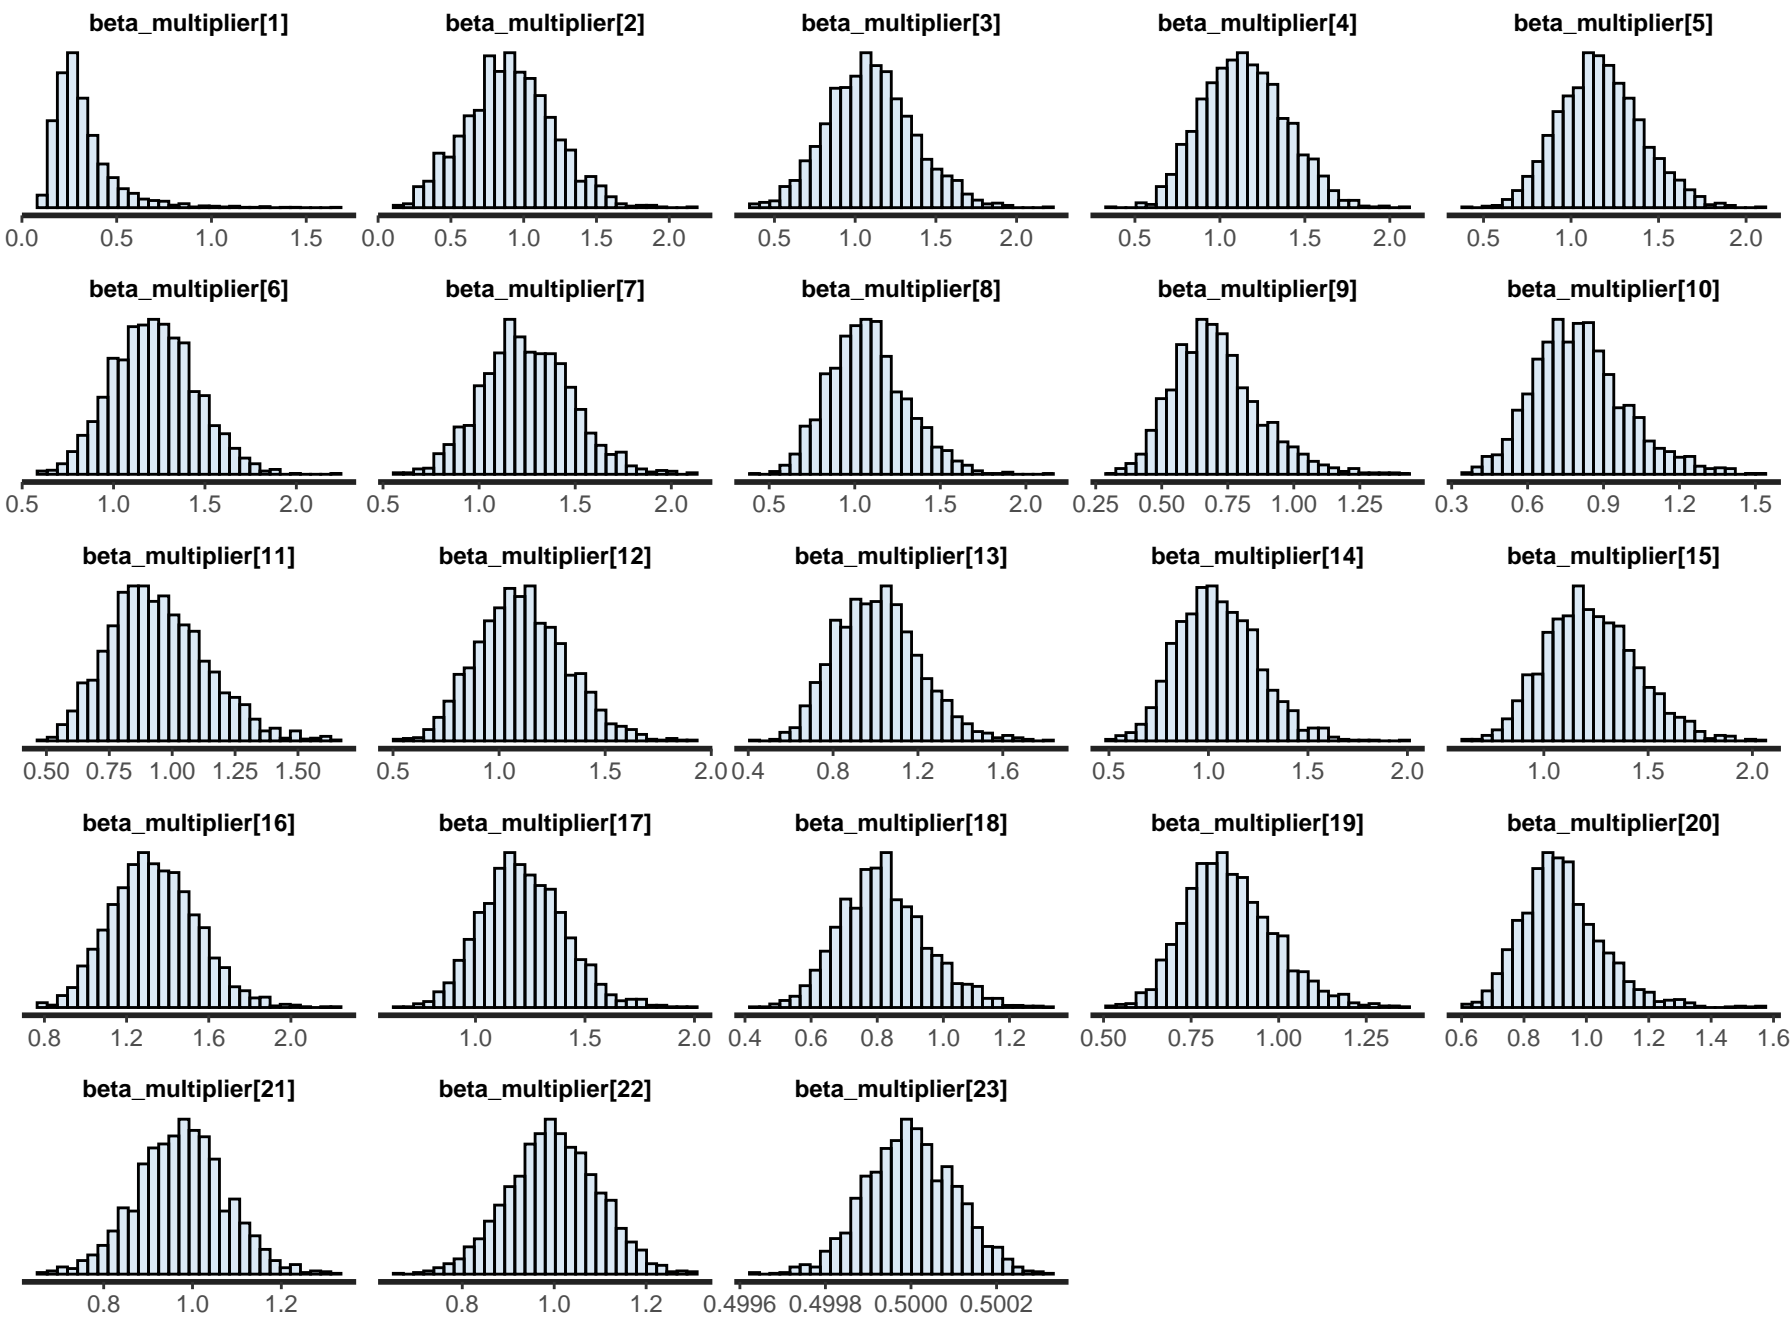 beta_multiplier[1] beta_multiplier[2] beta_multiplier[3] beta_multiplier[4] beta_multiplier[5]
0.0 0.5 1.0 1.5 0.0 0.5 1.0 1.5 2.0 0.5 1.0 1.5 2.0 0.5 1.0 1.5 2.0 0.5 1.0 1.5 2.0
beta_multiplier[6] beta_multiplier[7] beta_multiplier[8] beta_multiplier[9] beta_multiplier[10]
0.5 1.0 1.5 2.0 0.5 1.0 1.5 2.0 0.5 1.0 1.5 2.0 0.25 0.50 0.75 1.00 1.25 0.3 0.6 0.9 1.2 1.5
beta_multiplier[11] beta_multiplier[12] beta_multiplier[13] beta_multiplier[14] beta_multiplier[15]
0.50 0.75 1.00 1.25 1.50 0.5 1.0 1.5 2.0 0.4 0.8 1.2 1.6 0.5 1.0 1.5 2.0 1.0 1.5 2.0
beta_multiplier[16] beta_multiplier[17] beta_multiplier[18] beta_multiplier[19] beta_multiplier[20]
0.8 1.2 1.6 2.0 1.0 1.5 2.0 0.4 0.6 0.8 1.0 1.2 0.50 0.75 1.00 1.25 0.6 0.8 1.0 1.2 1.4 1.6
beta_multiplier[21] beta_multiplier[22] beta_multiplier[23]
0.8 1.0 1.2 0.8 1.0 1.2 0.4996 0.4998 0.5000 0.5002